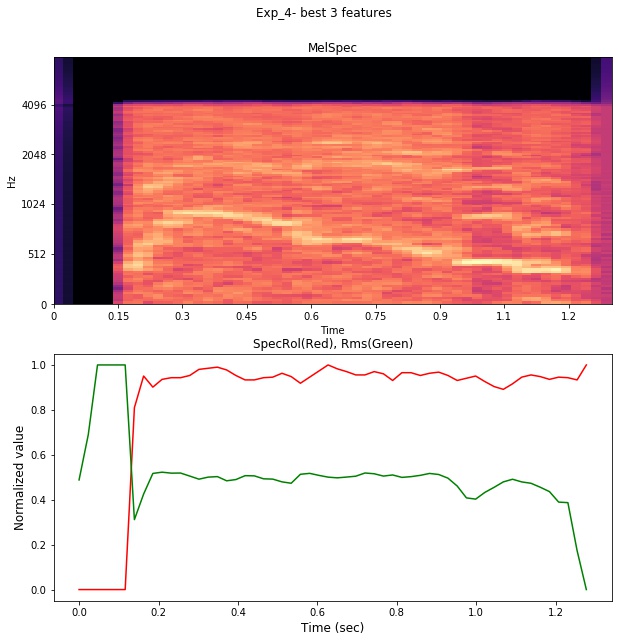 Exp_4- best 3 features
MelSpec
4096
2048
1024
512
0
Hz
0 0.15 0.3 0.45 0.6 0.75 0.9 1.1 1.2
Time
SpecRol(Red), Rms(Green)
1.0
0.8
0.6
0.4
0.2
0.0
Normalized value
0.0 0.2 0.4 0.6 0.8 1.0 1.2
Time (sec)